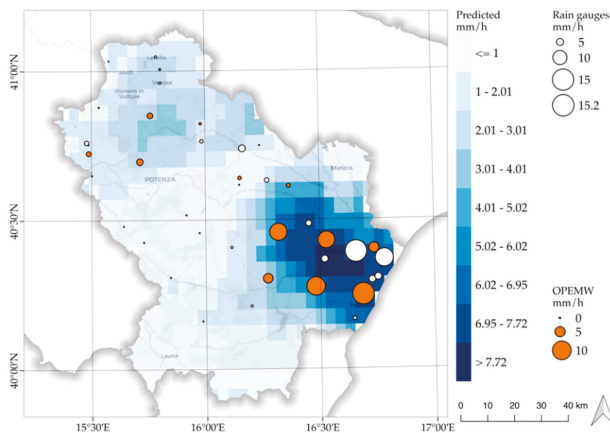 Predicted
mm/h
<= 1
1 - 2.01
2.01 - 3.01
3.01 - 4.01
4.01 - 5.02
5.02 - 6.02
6.02 - 6.95
6.95 - 7.72
> 7.72
Rain gauges
mm/h
5
10
15
15.2
OPEMW
mm/h
0
5
10
0 10 20 30 40 km
41°00'N
40°30'N
40°00'N
15°30'E
16°00'E
16°30'E
17°00'E
Melfi
Venosa
Rionero in
Vulture
POTENZA
Matera
Lauria